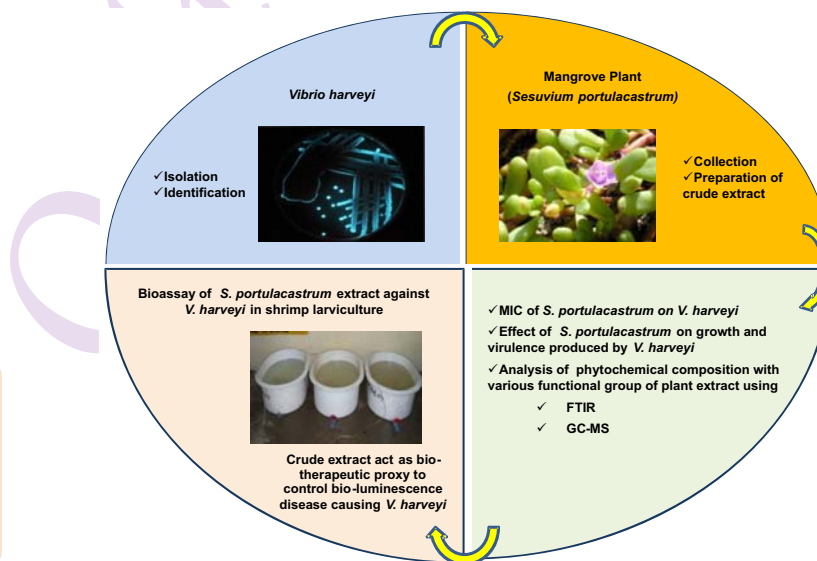 Vibrio harveyi
✓Isolation
✓Identification
Mangrove Plant
(Sesuvium portulacastrum)
✓Collection
✓Preparation of
crude extract
✓MIC of S. portulacastrum on V. harveyi
✓Effect of S. portulacastrum on growth and
virulence produced by V. harveyi
✓Analysis of phytochemical composition with
various functional group of plant extract using
✓ FTIR
✓ GC-MS
Bioassay of S. portulacastrum extract against
V. harveyi in shrimp larviculture
Crude extract act as bio-
therapeutic proxy to
control bio-luminescence
disease causing V. harveyi